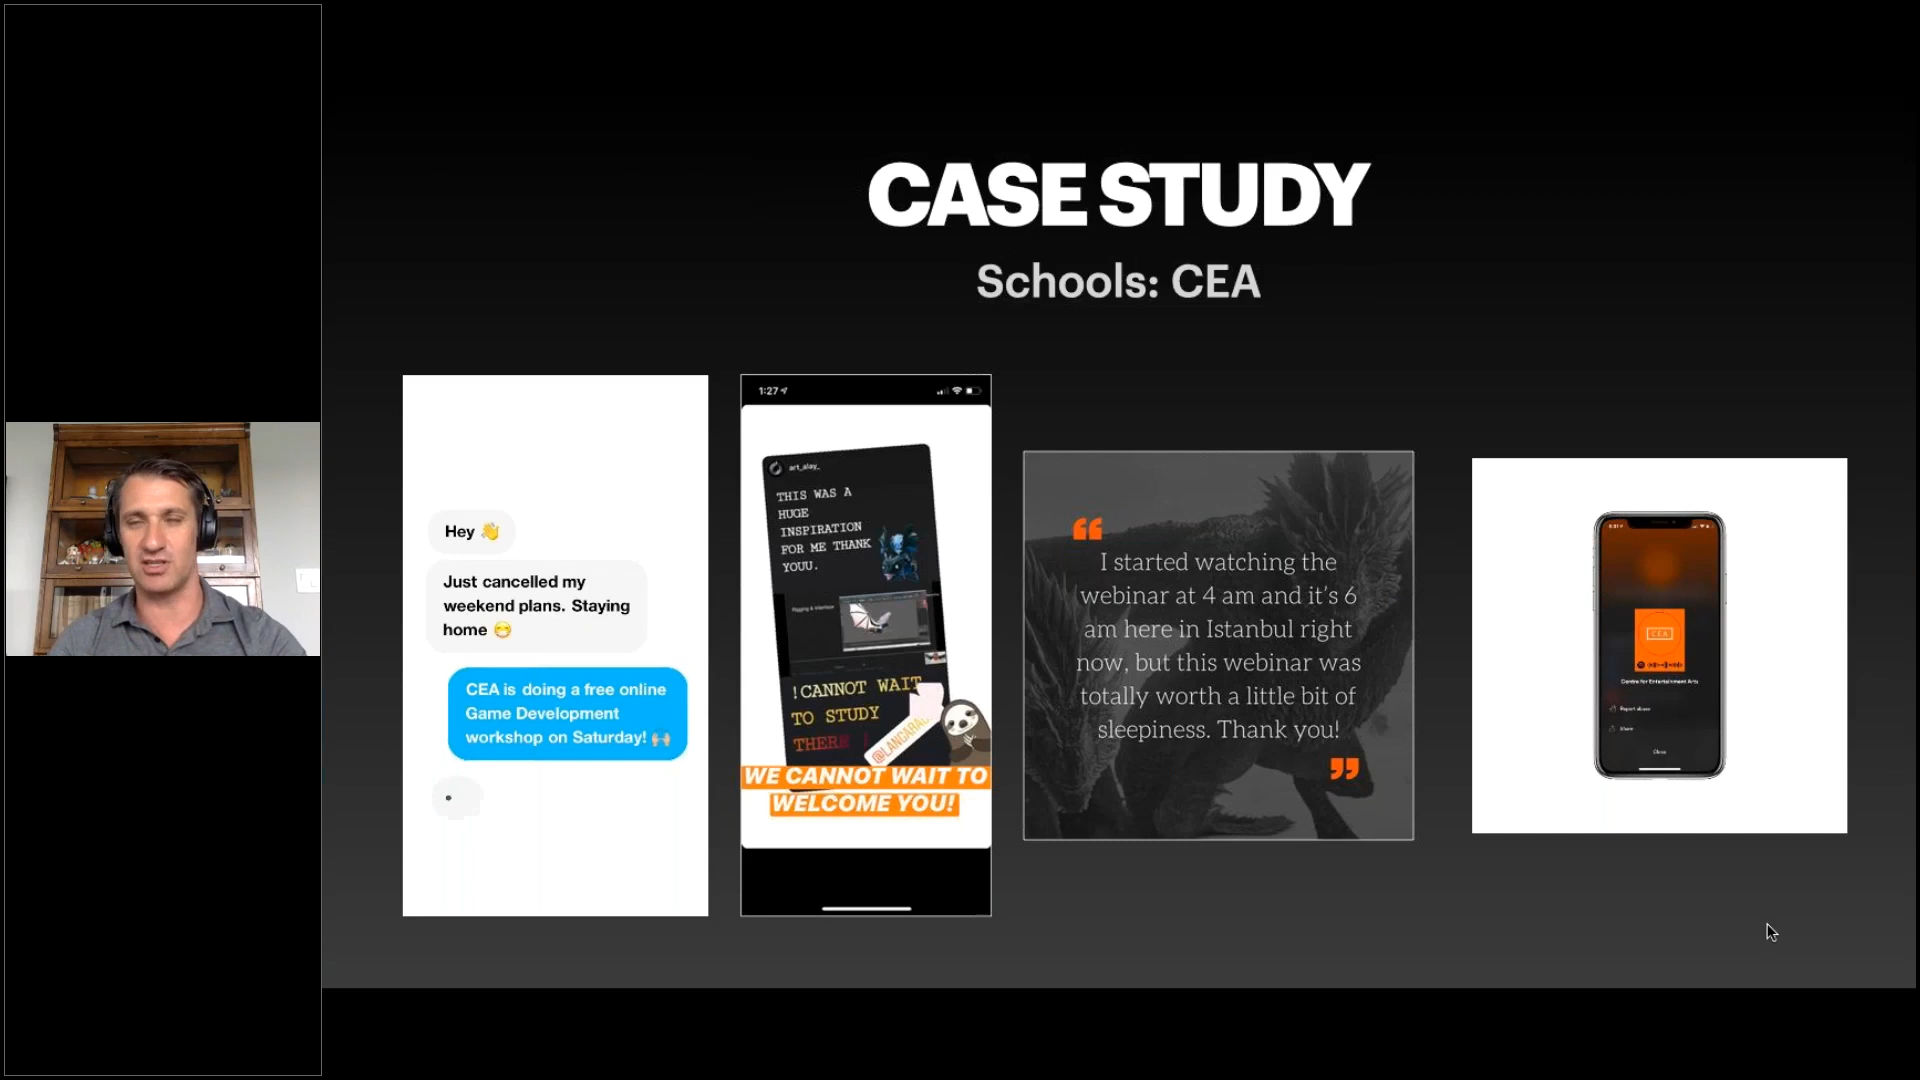 CASE STUDY
Schools: CEA
Hey 👋
Just cancelled my
weekend plans. Staying
home 😷
CEA is doing a free online
Game Development
workshop on Saturday! 🙌🏼
1:27
art_alay_
THIS WAS A
HUGE
INSPIRATION
FOR ME THANK
YOUU.
Rigging & Interface
!CANNOT WAIT
TO STUDY
THERE !
WE CANNOT WAIT TO
WELCOME YOU!
“
I started watching the
webinar at 4 am and it’s 6
am here in Istanbul right
now, but this webinar was
totally worth a little bit of
sleepiness. Thank you!
”
CEA
Centre for Entertainment Arts
Report abuse
Share
Close